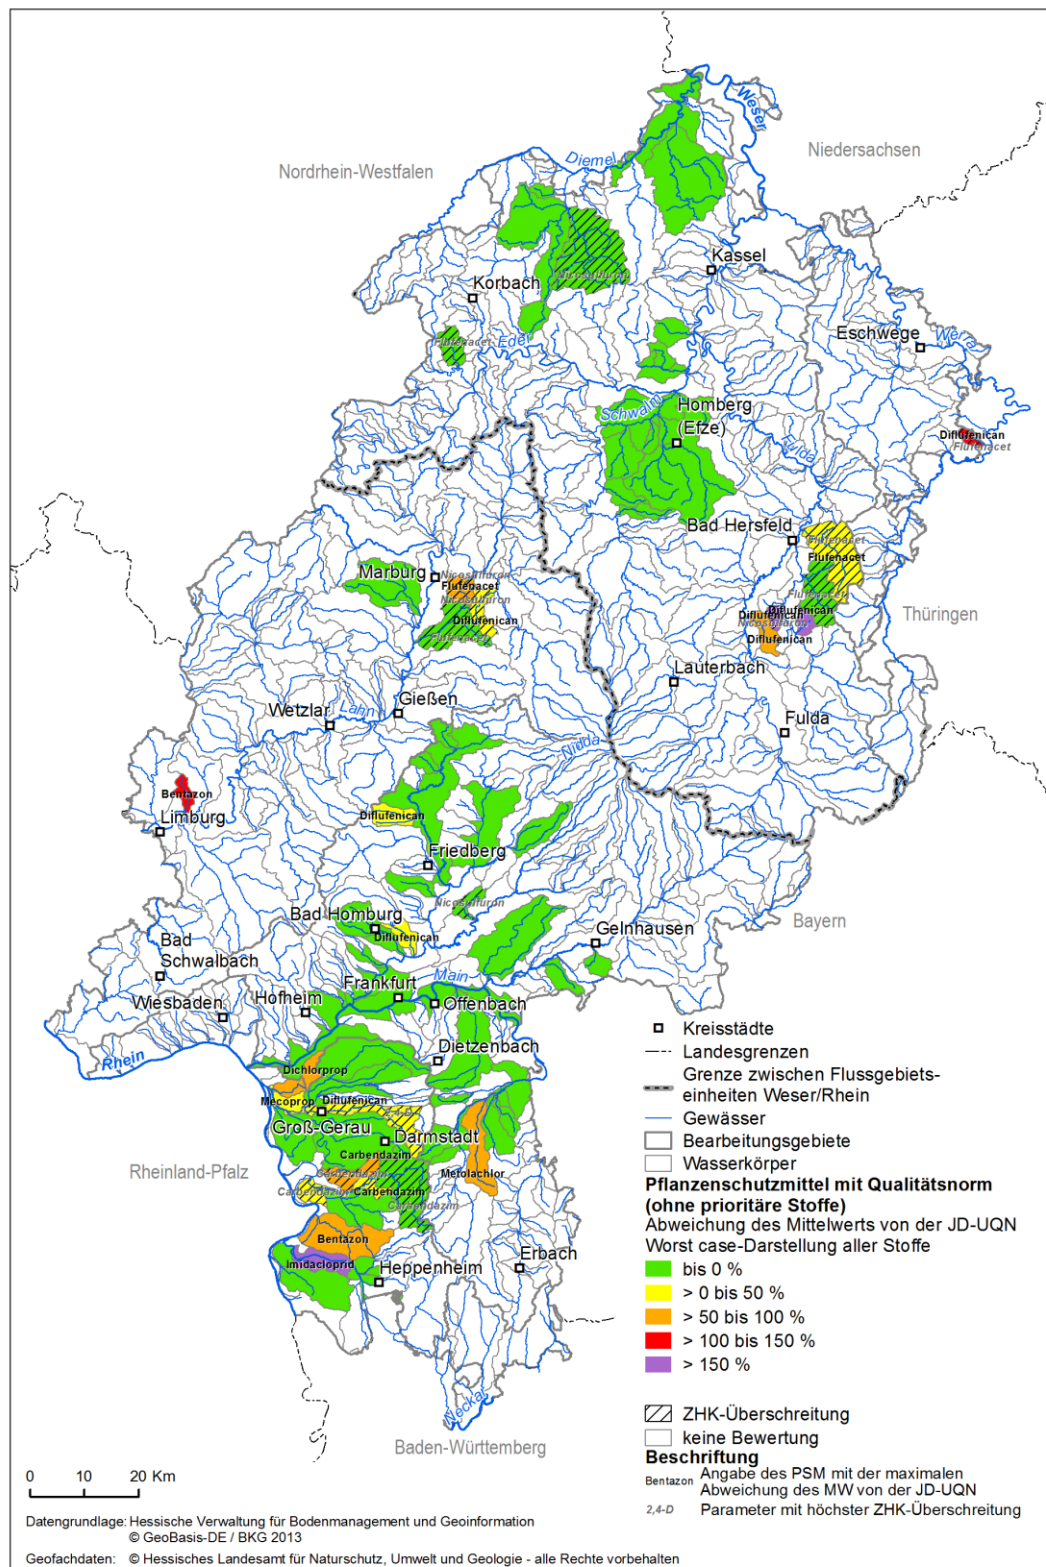 Weser
Niedersachsen
Diemel
Nordrhein-Westfalen
Kassel
Nicosulfuron
Korbach
Eschwege
Werra
Eder
Flufenacet
Schwalm
Homberg
(Efze)
Diflufenican
Flufenacet
Fulda
Bad Hersfeld
Flufenacet
Flufenacet
Marburg
Nicosulfuron
Flufenacet
Nicosulfuron
Flufenacet
Diflufenican
Diflufenican
Thüringen
Diflufenican
Nicosulfuron
Flufenacet
Diflufenican
Lauterbach
Gießen
Wetzlar
Lahn
Fulda
Nidda
Bentazon
Limburg
Diflufenican
Friedberg
Nicosulfuron
Bad Homburg
Bayern
Diflufenican
Gelnhausen
Bad
Schwalbach
Main
Frankfurt
Wiesbaden
Hofheim
Offenbach
Rhein
Dietzenbach
Dichlorprop
Mecoprop
Diflufenican
2,4-D
Groß-Gerau
Darmstadt
Carbendazim
Rheinland-Pfalz
Carbendazim
Metolachlor
Carbendazim
Carbendazim
Carbendazim
Bentazon
Erbach
Imidacloprid
Heppenheim
Neckar
Baden-Württemberg
Kreisstädte
Landesgrenzen
Grenze zwischen Flussgebiets-
einheiten Weser/Rhein
Gewässer
Bearbeitungsgebiete
Wasserkörper
Pflanzenschutzmittel mit Qualitätsnorm
(ohne prioritäre Stoffe)
Abweichung des Mittelwerts von der JD-UQN
Worst case-Darstellung aller Stoffe
bis 0 %
> 0 bis 50 %
> 50 bis 100 %
> 100 bis 150 %
> 150 %
ZHK-Überschreitung
keine Bewertung
Beschriftung
Bentazon Angabe des PSM mit der maximalen
Abweichung des MW von der JD-UQN
2,4-D Parameter mit höchster ZHK-Überschreitung
0 10 20 Km
Datengrundlage: Hessische Verwaltung für Bodenmanagement und Geoinformation
© GeoBasis-DE / BKG 2013
Geofachdaten: © Hessisches Landesamt für Naturschutz, Umwelt und Geologie - alle Rechte vorbehalten